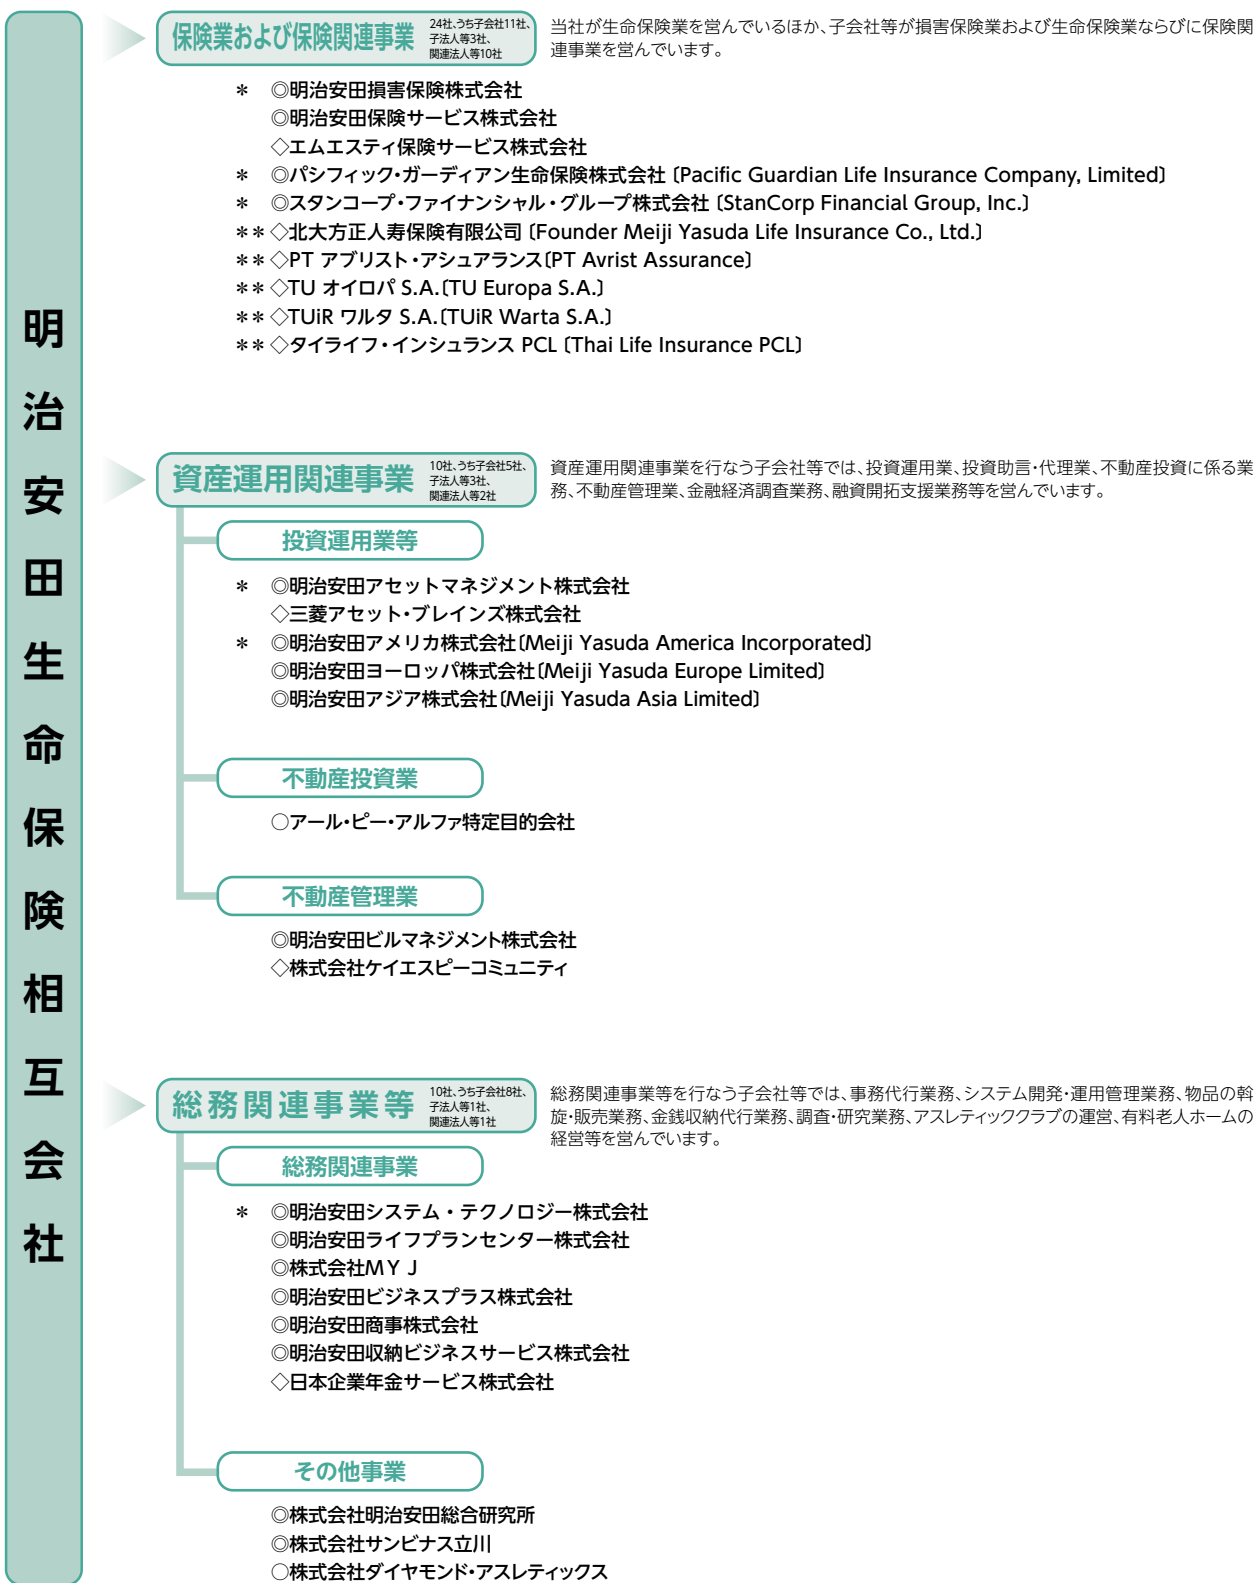 明治安田生命保険相互会社
保険業および保険関連事業
24社、うち子会社11社、
子法人等3社、
関連法人等10社
当社が生命保険業を営んでいるほか、子会社等が損害保険業および生命保険業ならびに保険関
連事業を営んでいます。
＊ ◎明治安田損害保険株式会社
◎明治安田保険サービス株式会社
◇エムエスティ保険サービス株式会社
＊ ◎パシフィック・ガーディアン生命保険株式会社〔Pacific Guardian Life Insurance Company, Limited〕
＊ ◎スタンコープ・ファイナンシャル・グループ株式会社〔StanCorp Financial Group, Inc.〕
＊＊◇北大方正人寿保険有限公司〔Founder Meiji Yasuda Life Insurance Co., Ltd.〕
＊＊◇PT アブリスト・アシュアランス〔PT Avrist Assurance〕
＊＊◇TU オイロパ S.A.〔TU Europa S.A.〕
＊＊◇TUiR ワルタ S.A.〔TUiR Warta S.A.〕
＊＊◇タイライフ・インシュランス PCL〔Thai Life Insurance PCL〕
資産運用関連事業
10社、うち子会社5社、
子法人等3社、
関連法人等2社
資産運用関連事業を行なう子会社等では、投資運用業、投資助言・代理業、不動産投資に係る業
務、不動産管理業、金融経済調査業務、融資開拓支援業務等を営んでいます。
投資運用業等
＊ ◎明治安田アセットマネジメント株式会社
◇三菱アセット・ブレインズ株式会社
＊ ◎明治安田アメリカ株式会社〔Meiji Yasuda America Incorporated〕
◎明治安田ヨーロッパ株式会社〔Meiji Yasuda Europe Limited〕
◎明治安田アジア株式会社〔Meiji Yasuda Asia Limited〕
不動産投資業
○アール・ピー・アルファ特定目的会社
不動産管理業
◎明治安田ビルマネジメント株式会社
◇株式会社ケイエスピーコミュニティ
総務関連事業等
10社、うち子会社8社、
子法人等1社、
関連法人等1社
総務関連事業等を行なう子会社等では、事務代行業務、システム開発・運用管理業務、物品の斡
旋・販売業務、金銭収納代行業務、調査・研究業務、アスレティッククラブの運営、有料老人ホームの
経営等を営んでいます。
総務関連事業
＊ ◎明治安田システム・テクノロジー株式会社
◎明治安田ライフプランセンター株式会社
◎株式会社ＭＹＪ
◎明治安田ビジネスプラス株式会社
◎明治安田商事株式会社
◎明治安田収納ビジネスサービス株式会社
◇日本企業年金サービス株式会社
その他事業
◎株式会社明治安田総合研究所
◎株式会社サンビナス立川
○株式会社ダイヤモンド・アスレティックス